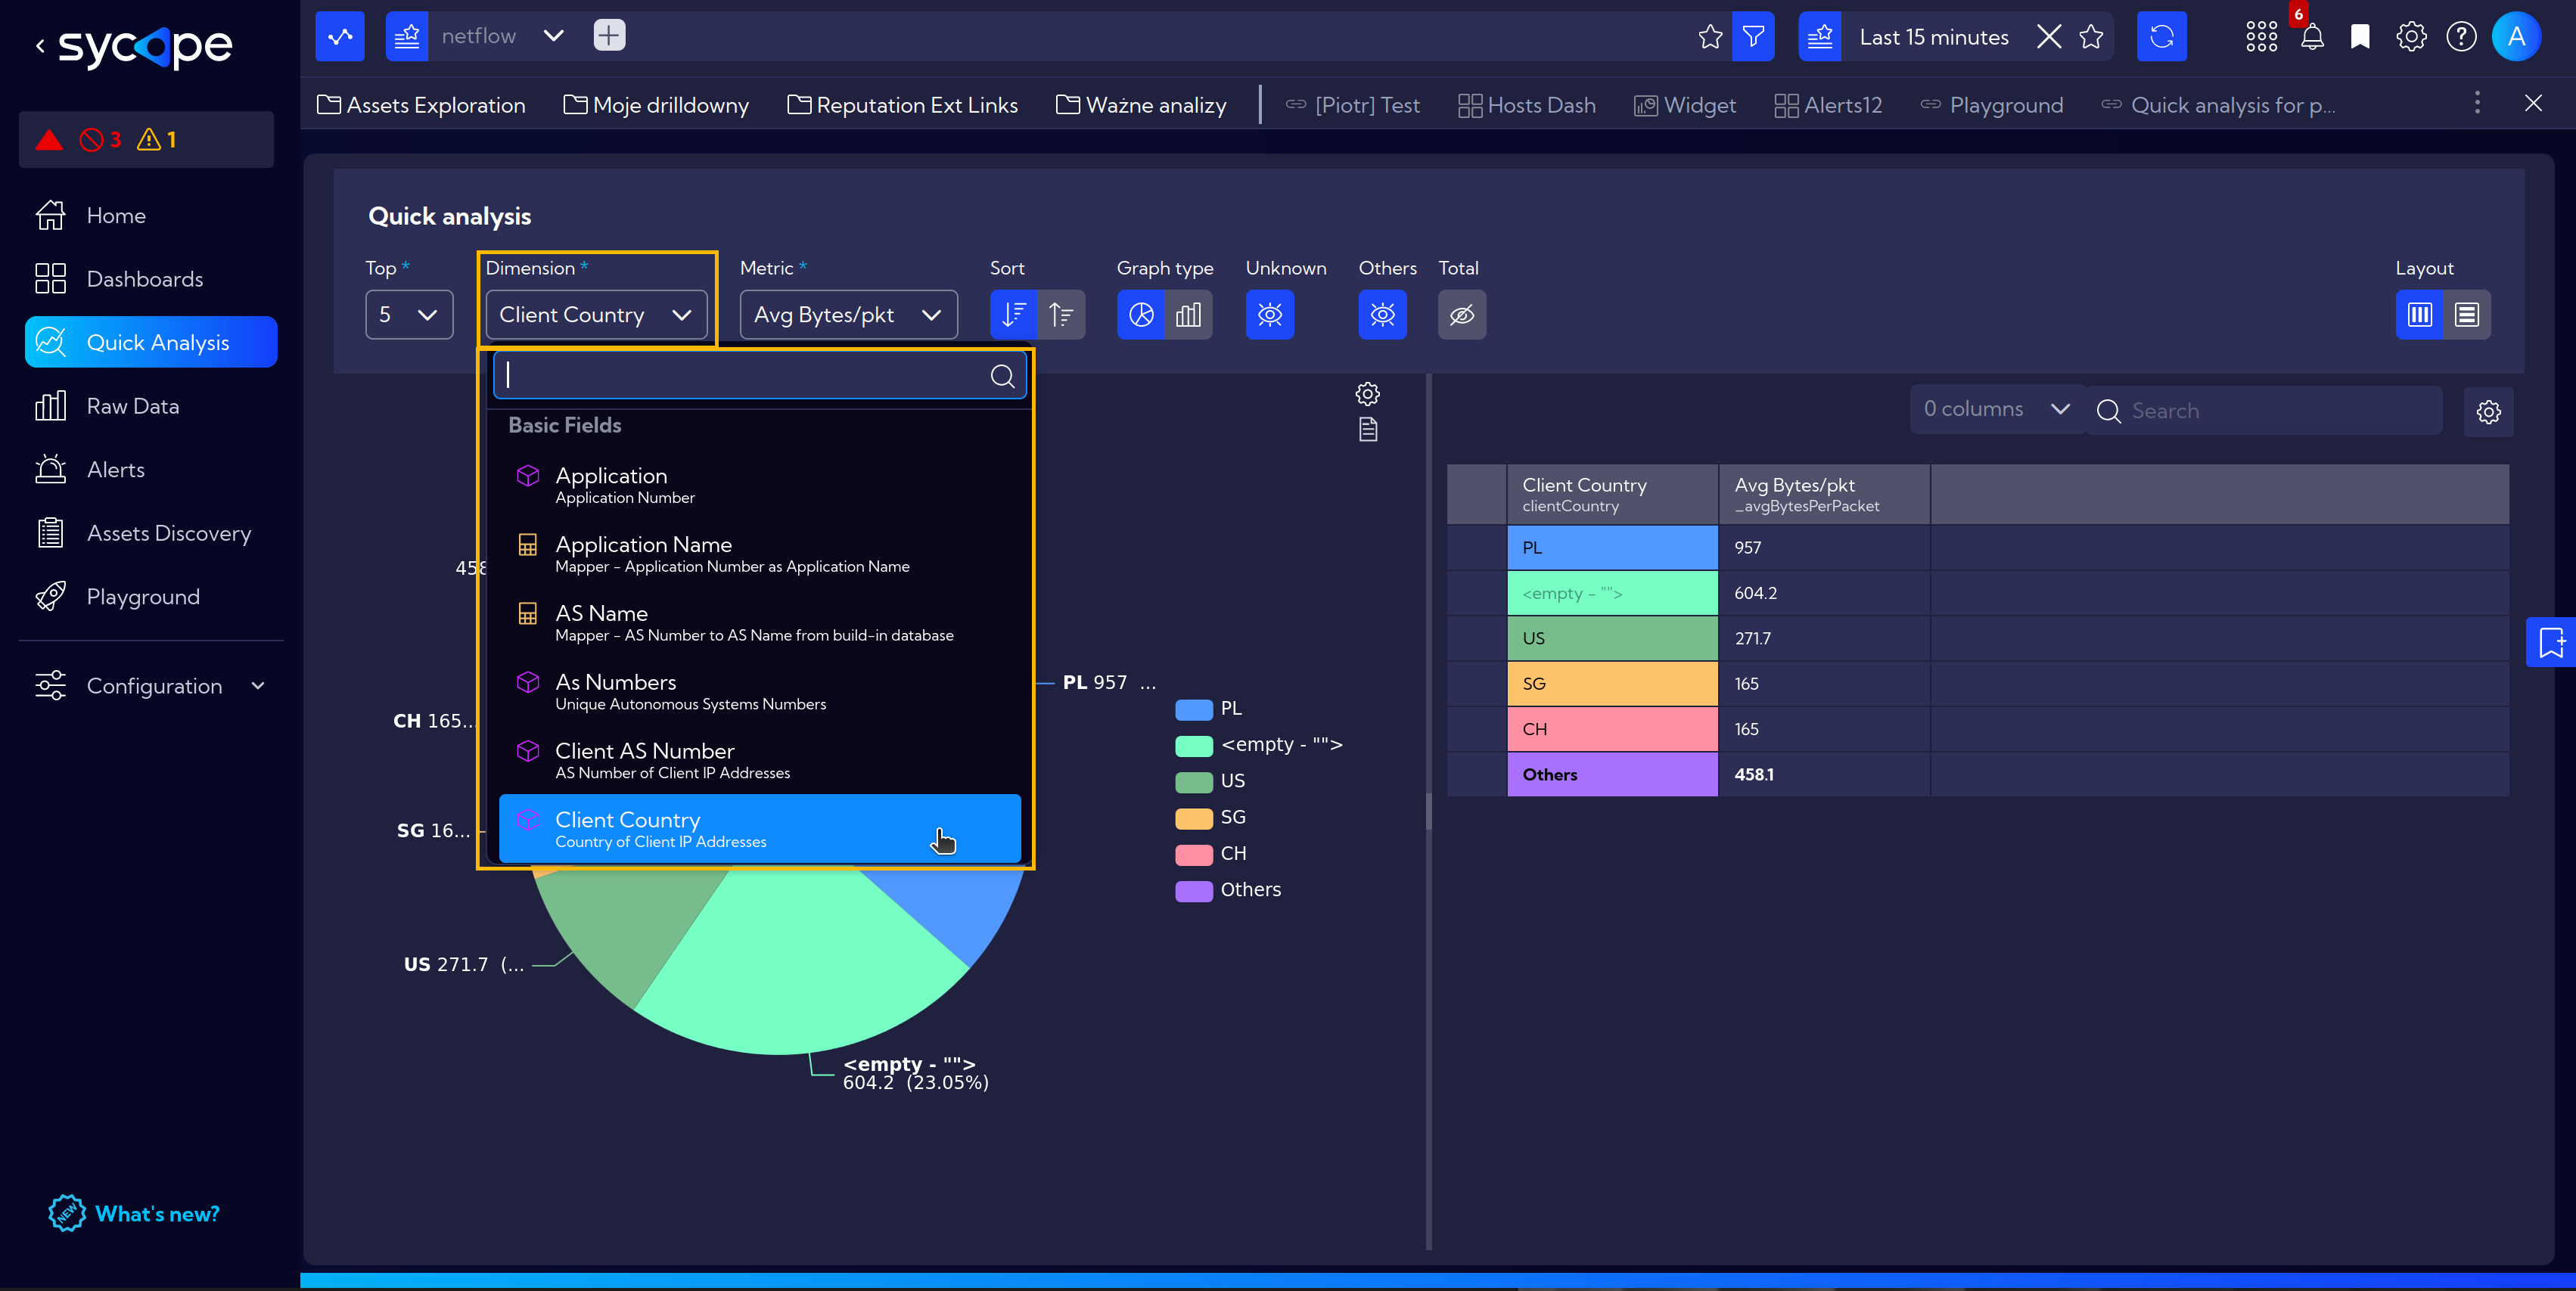 sycope
netflow
Last 15 minutes
6
A
Assets Exploration
Moje drilldowny
Reputation Ext Links
Ważne analizy
[Piotr] Test
Hosts Dash
Widget
Alerts12
Playground
Quick analysis for p...
3
1
Home
Dashboards
Quick Analysis
Raw Data
Alerts
Assets Discovery
Playground
Configuration
NEW
What's new?
Quick analysis
Top *
Dimension *
Metric *
Sort
Graph type
Unknown
Others
Total
Layout
5
Client Country
Avg Bytes/pkt
Basic Fields
Application
Application Number
Application Name
Mapper - Application Number as Application Name
AS Name
Mapper - AS Number to AS Name from build-in database
As Numbers
Unique Autonomous Systems Numbers
Client AS Number
AS Number of Client IP Addresses
Client Country
Country of Client IP Addresses
458
CH 165...
SG 16...
US 271.7 (...
<empty - "">
604.2 (23.05%)
PL 957 ...
PL
<empty - "">
US
SG
CH
Others
0 columns
Search
Client Country
clientCountry
Avg Bytes/pkt
_avgBytesPerPacket
PL 957
<empty - ""> 604.2
US 271.7
SG 165
CH 165
Others 458.1